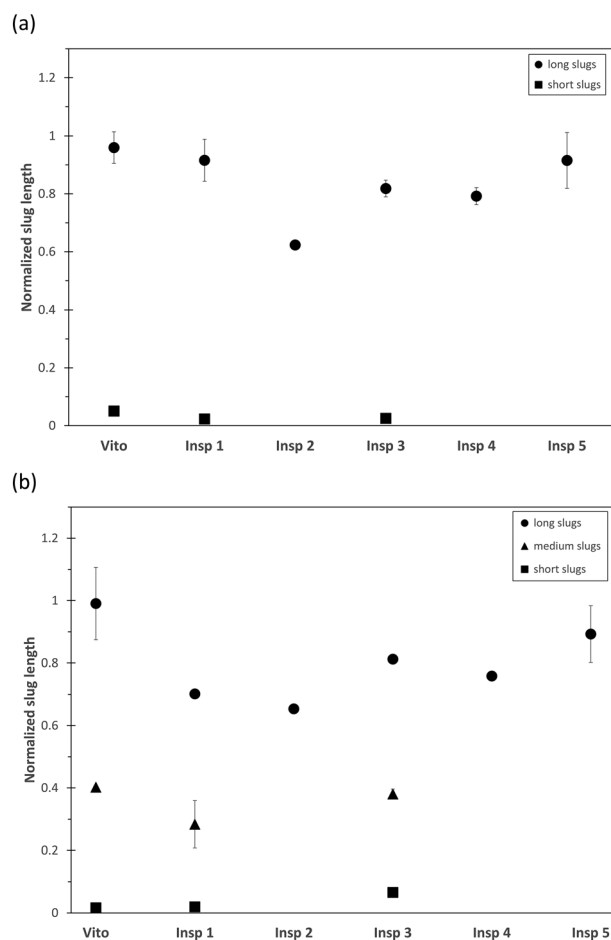 (a)
1.2
1
0.8
0.6
0.4
0.2
0
Normalized slug length
long slugs
short slugs
Vito Insp 1 Insp 2 Insp 3 Insp 4 Insp 5
(b)
1.2
1
0.8
0.6
0.4
0.2
0
Normalized slug length
long slugs
medium slugs
short slugs
Vito Insp 1 Insp 2 Insp 3 Insp 4 Insp 5